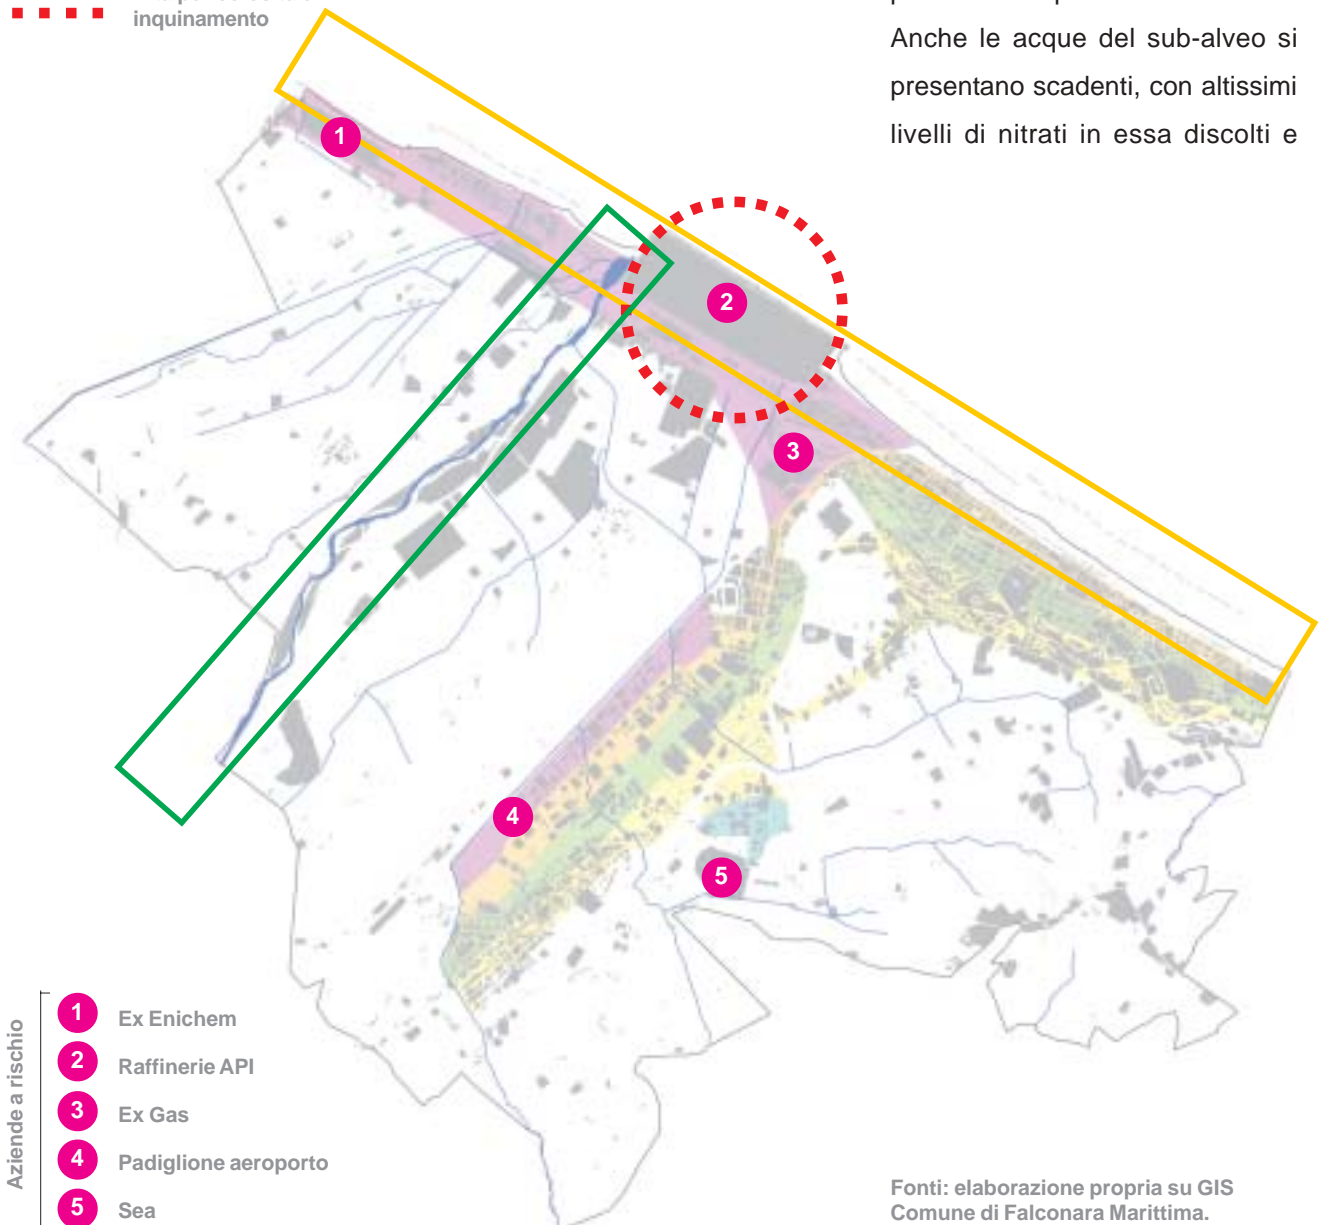 inquinamento
Anche le acque del sub-alveo si
presentano scadenti, con altissimi
livelli di nitrati in essa discolti e
1
2
3
4
5
Aziende a rischio
1 Ex Enichem
2 Raffinerie API
3 Ex Gas
4 Padiglione aeroporto
5 Sea
Fonti: elaborazione propria su GIS
Comune di Falconara Marittima.